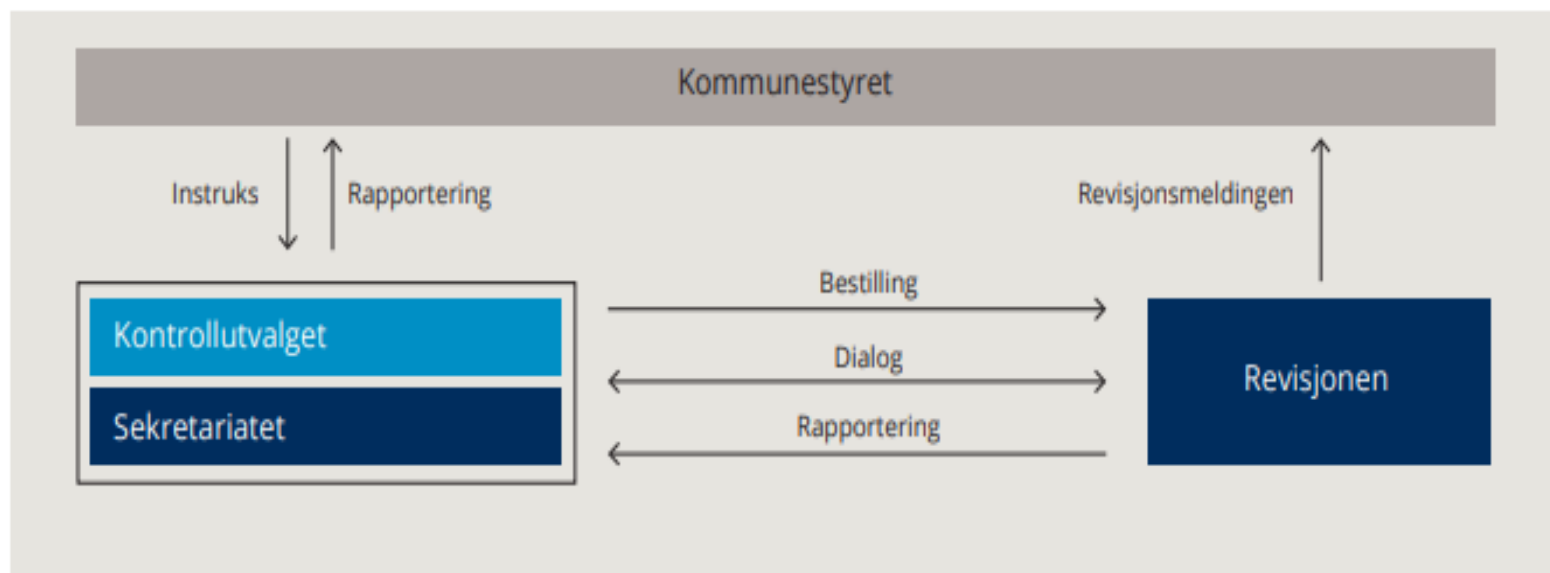 Kommunestyret
Instruks
Rapportering
Revisjonsmeldingen
Bestilling
Kontrollutvalget
Dialog
Revisjonen
Sekretariatet
Rapportering